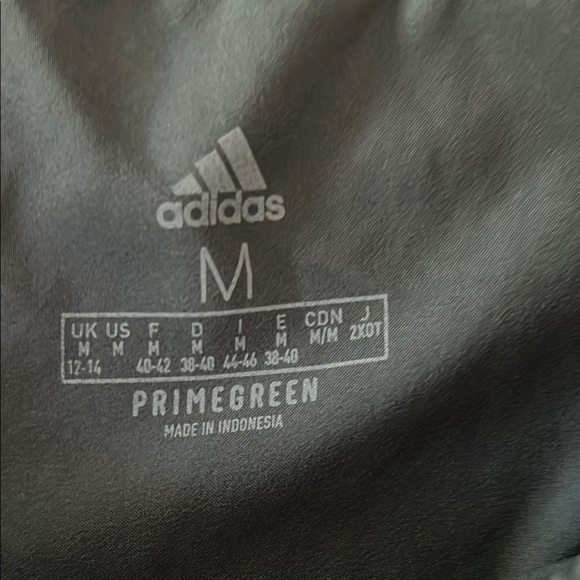 adidas
M
UK US F D I E CDN J
M M M M M M M/M 2XOT
12-14 40-42 38-40 44-46 38-40
PRIMEGREEN
MADE IN INDONESIA